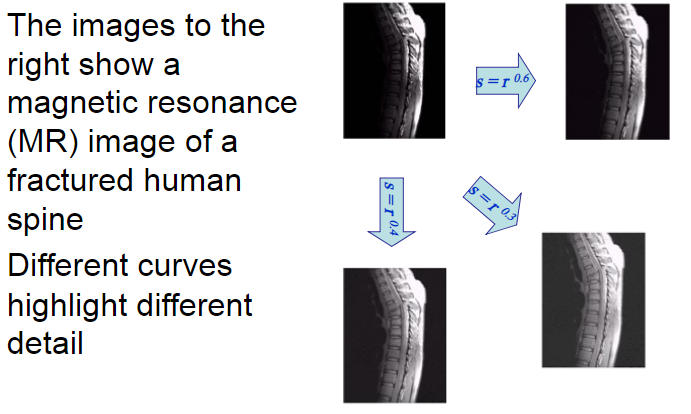 The images to the
right show a
magnetic resonance
(MR) image of a
fractured human
spine
Different curves
highlight different
detail
s = r 0.6
s = r 0.4
s = r 0.3